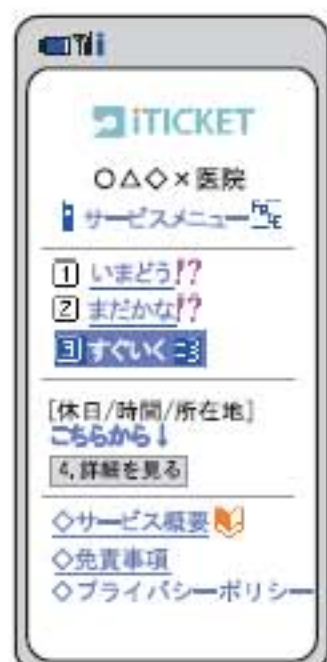 iTICKET
○△◇×医院
サービスメニュー
1 いまどう!?
2 まだかな!?
3 すぐいく
[休日/時間/所在地]
こちらから↓
4.詳細を見る
◇サービス概要
◇免責事項
◇プライバシーポリシー